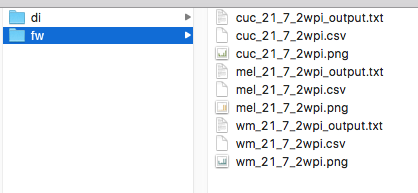 di
fw
cuc_21_7_2wpi_output.txt
cuc_21_7_2wpi.csv
cuc_21_7_2wpi.png
mel_21_7_2wpi_output.txt
mel_21_7_2wpi.csv
mel_21_7_2wpi.png
wm_21_7_2wpi_output.txt
wm_21_7_2wpi.csv
wm_21_7_2wpi.png